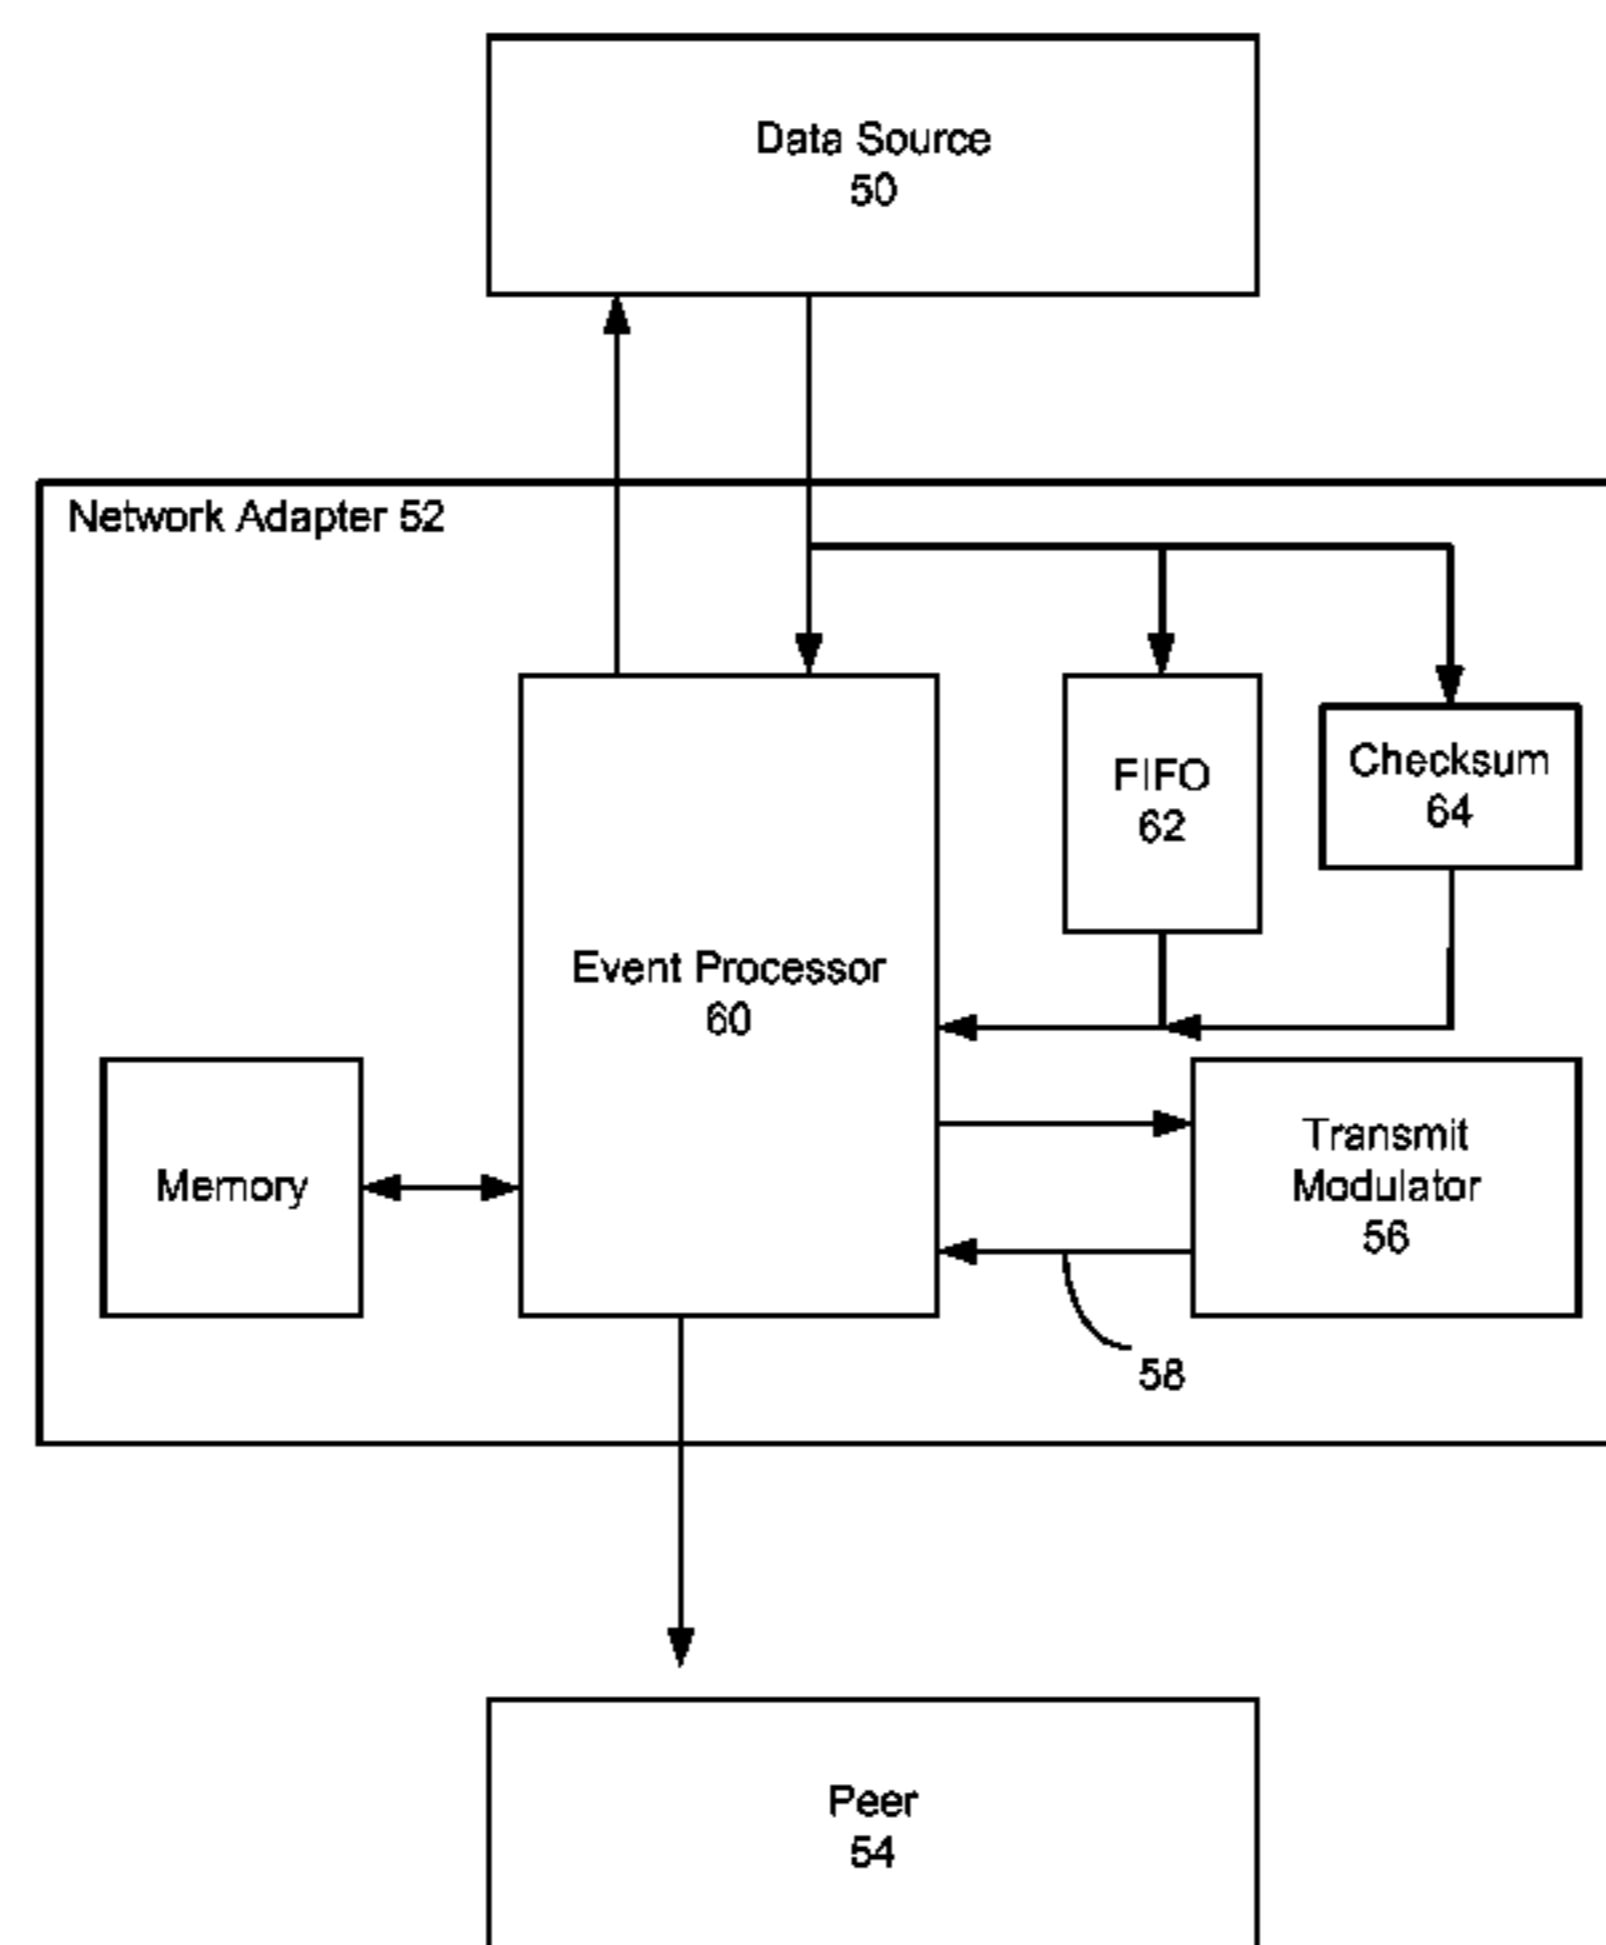 Data Source
50
Network Adapter 52
FIFO
62
Checksum
64
Event Processor
60
Memory
Transmit
Modulator
56
58
Peer
54